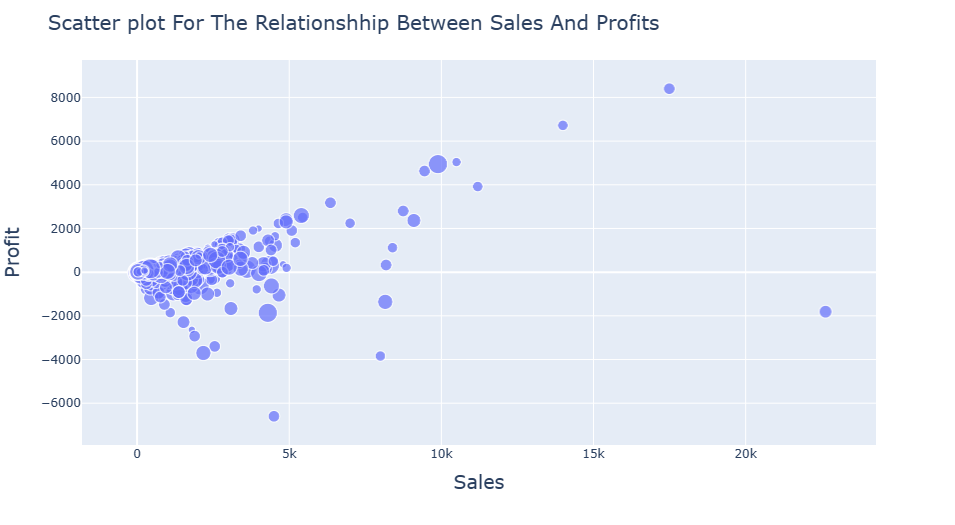 Scatter plot For The Relationshhip Between Sales And Profits
Profit
8000
6000
4000
2000
0
−2000
−4000
−6000
0 5k 10k 15k 20k
Sales